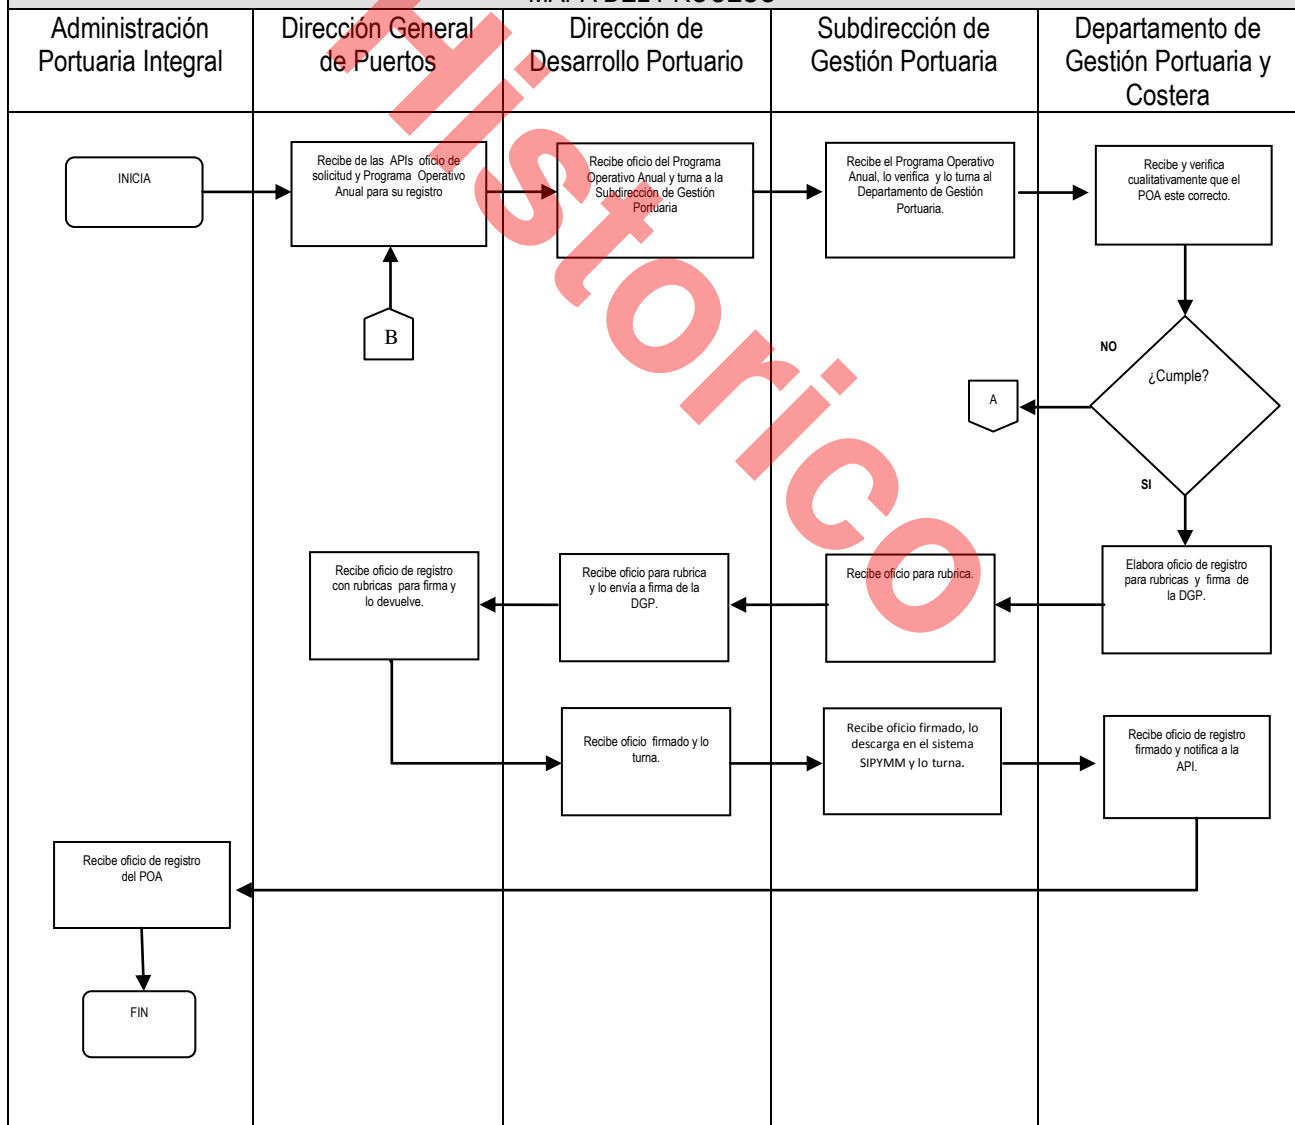 MAPA DEL PROCESO
Administración
Portuaria Integral
Dirección General
de Puertos
Dirección de
Desarrollo Portuario
Subdirección de
Gestión Portuaria
Departamento de
Gestión Portuaria y
Costera
INICIA
Recibe de las APIs oficio de
solicitud y Programa Operativo
Anual para su registro
Recibe oficio del Programa
Operativo Anual y turna a la
Subdirección de Gestión
Portuaria
Recibe el Programa Operativo
Anual, lo verifica y lo turna al
Departamento de Gestión
Portuaria.
Recibe y verifica
cualitativamente que el
POA este correcto.
B
NO
¿Cumple?
A
SI
Recibe oficio de registro
con rubricas para firma y
lo devuelve.
Recibe oficio para rubrica
y lo envía a firma de la
DGP.
Recibe oficio para rubrica.
Elabora oficio de registro
para rubricas y firma de
la DGP.
Recibe oficio firmado y lo
turna.
Recibe oficio firmado, lo
descarga en el sistema
SIPYMM y lo turna.
Recibe oficio de registro
firmado y notifica a la
API.
Recibe oficio de registro
del POA
FIN
Historico